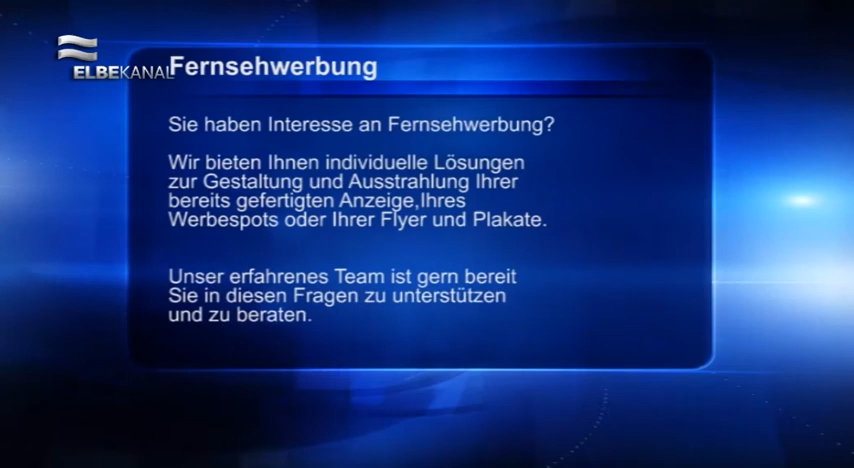 ELBEKANAL
Fernsehwerbung
Sie haben Interesse an Fernsehwerbung?
Wir bieten Ihnen individuelle Lösungen
zur Gestaltung und Ausstrahlung Ihrer
bereits gefertigten Anzeige,Ihres
Werbespots oder Ihrer Flyer und Plakate.
Unser erfahrenes Team ist gern bereit
Sie in diesen Fragen zu unterstützen
und zu beraten.